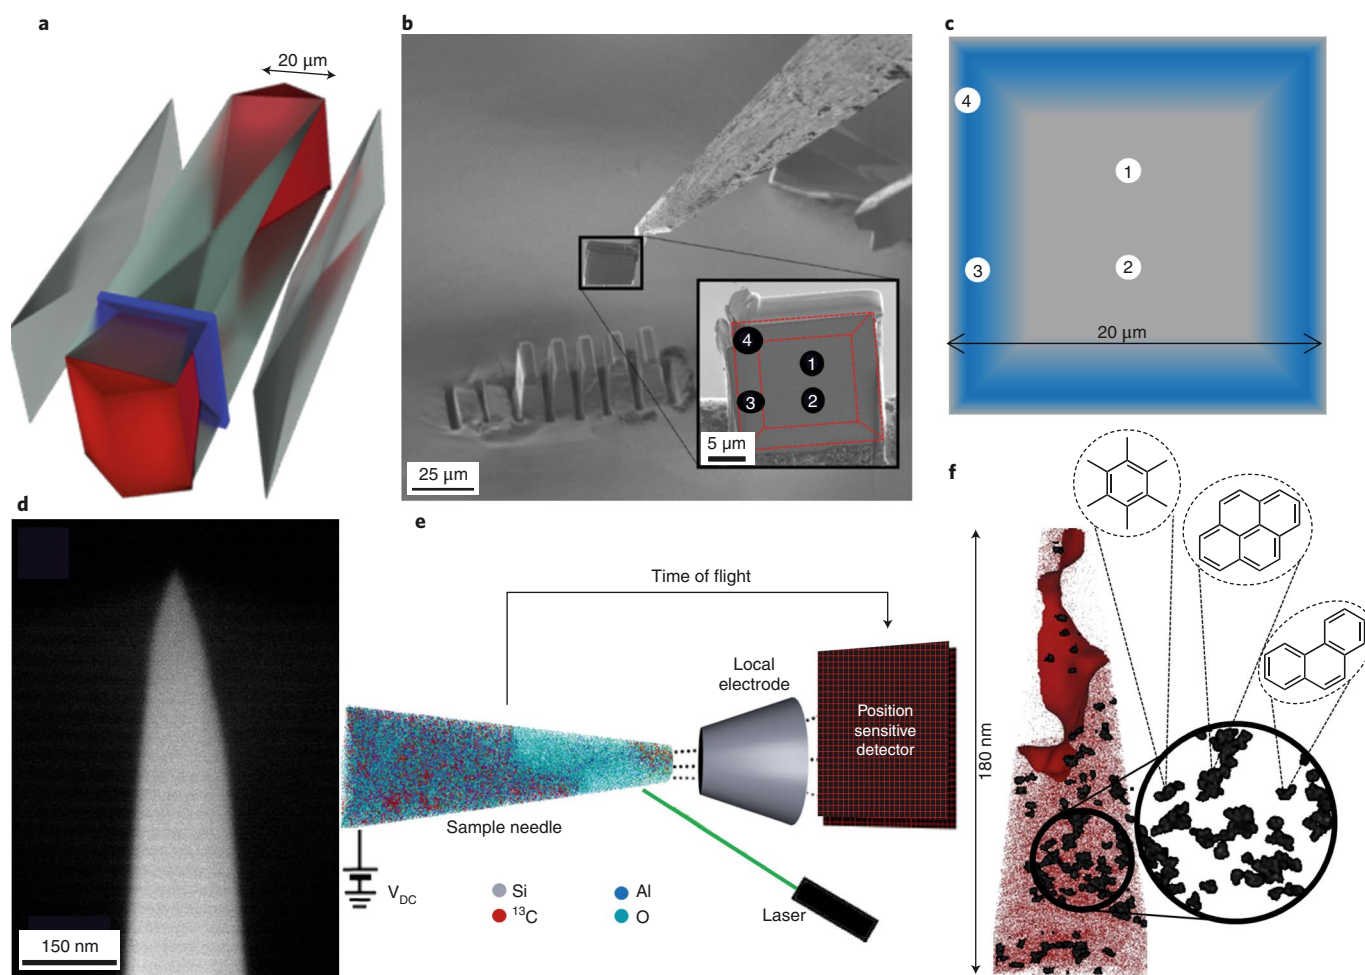 a
20 µm
b
4
1
3
2
5 µm
25 µm
c
4
1
3
2
20 µm
d
150 nm
e
Time of flight
Local
electrode
Position
sensitive
detector
Sample needle
V_DC
Si
Al
¹³C
O
Laser
f
180 nm